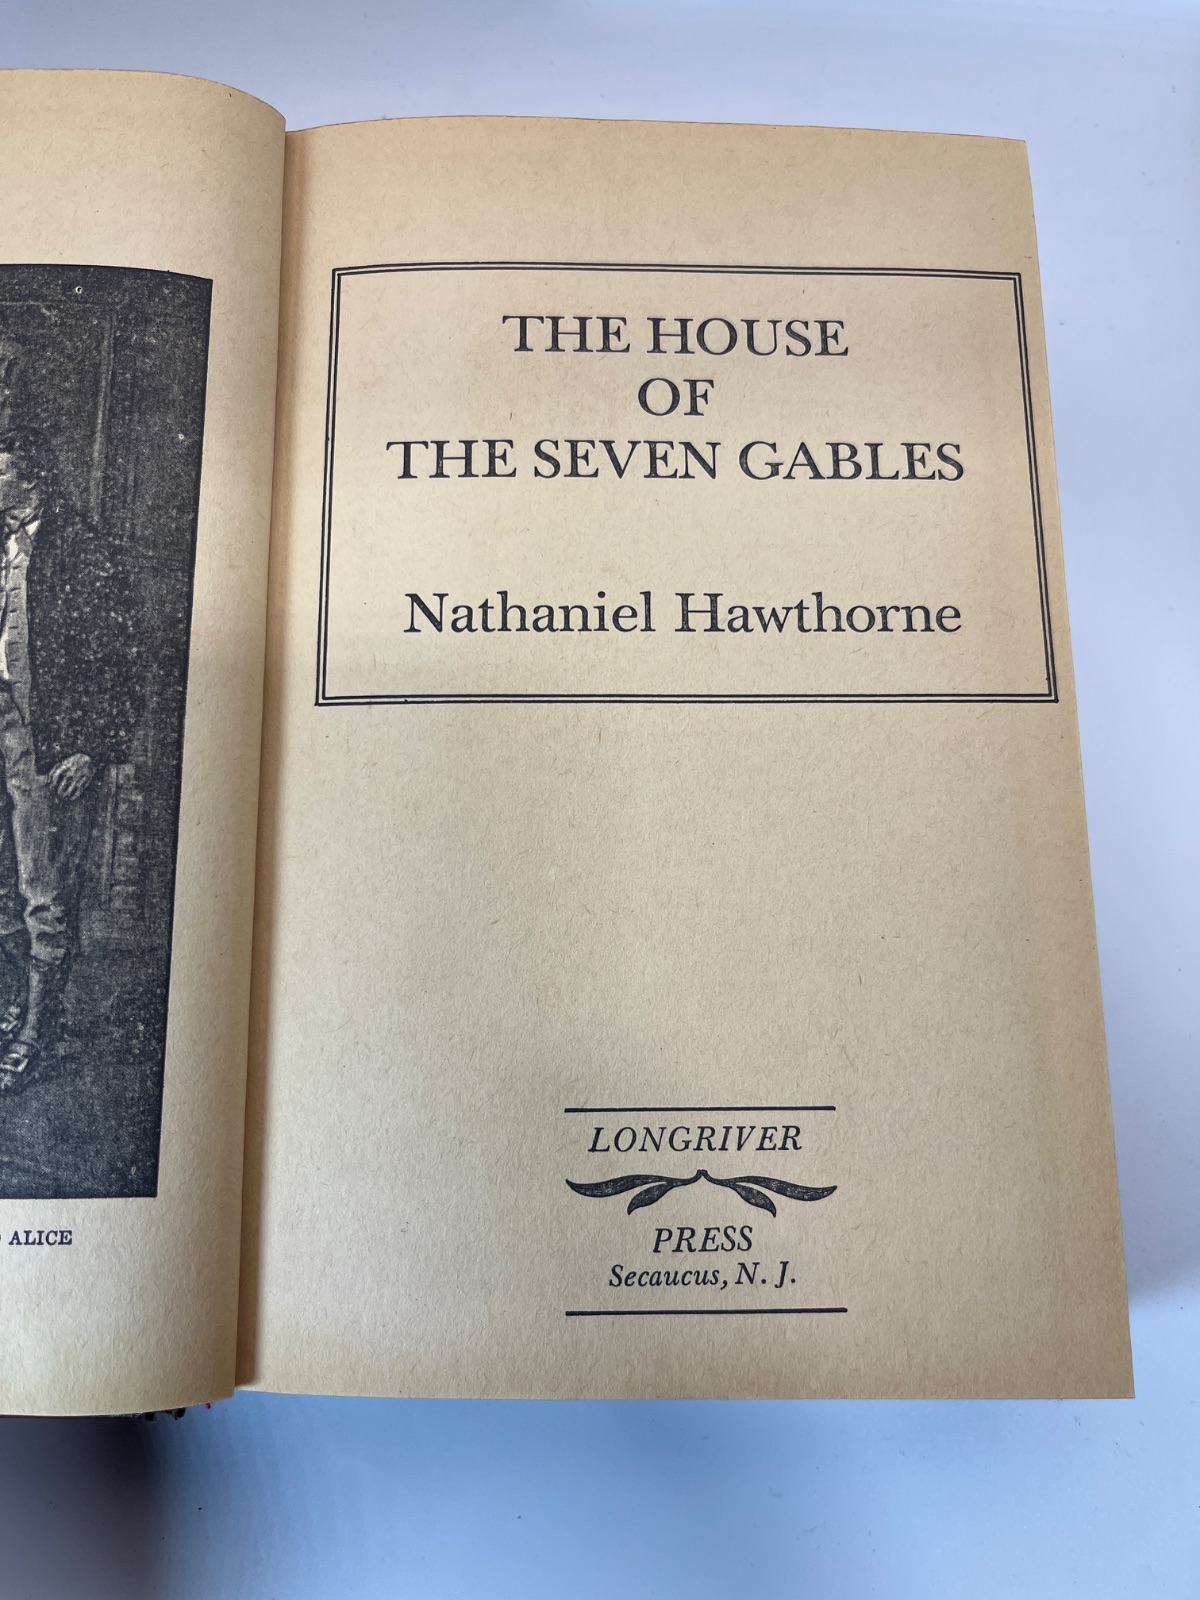 ALICE
THE HOUSE
OF
THE SEVEN GABLES
Nathaniel Hawthorne
LONGRIVER
PRESS
Secaucus, N. J.